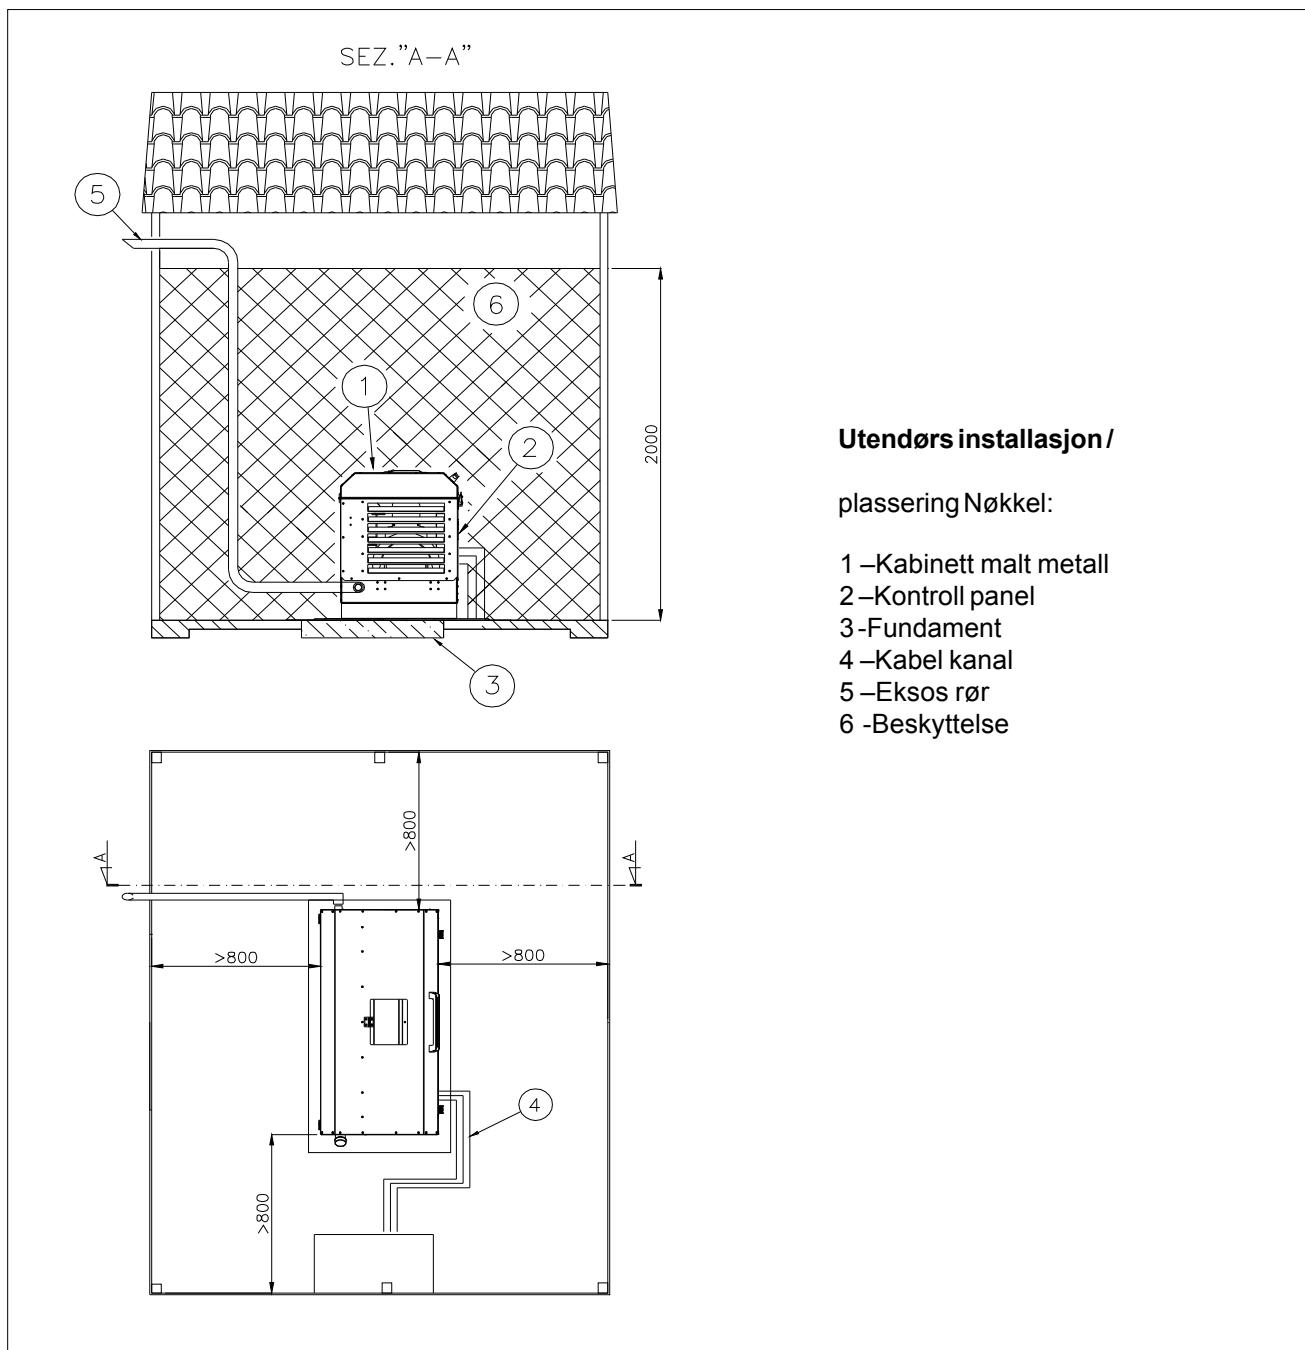 SEZ."A-A"
5
6
1
2
2000
3
Utendørs installasjon /
plassering Nøkkel:
1 –Kabinett malt metall
2 –Kontroll panel
3 -Fundament
4 –Kabel kanal
5 –Eksos rør
6 -Beskyttelse
>800
A
A
>800
>800
4
>800